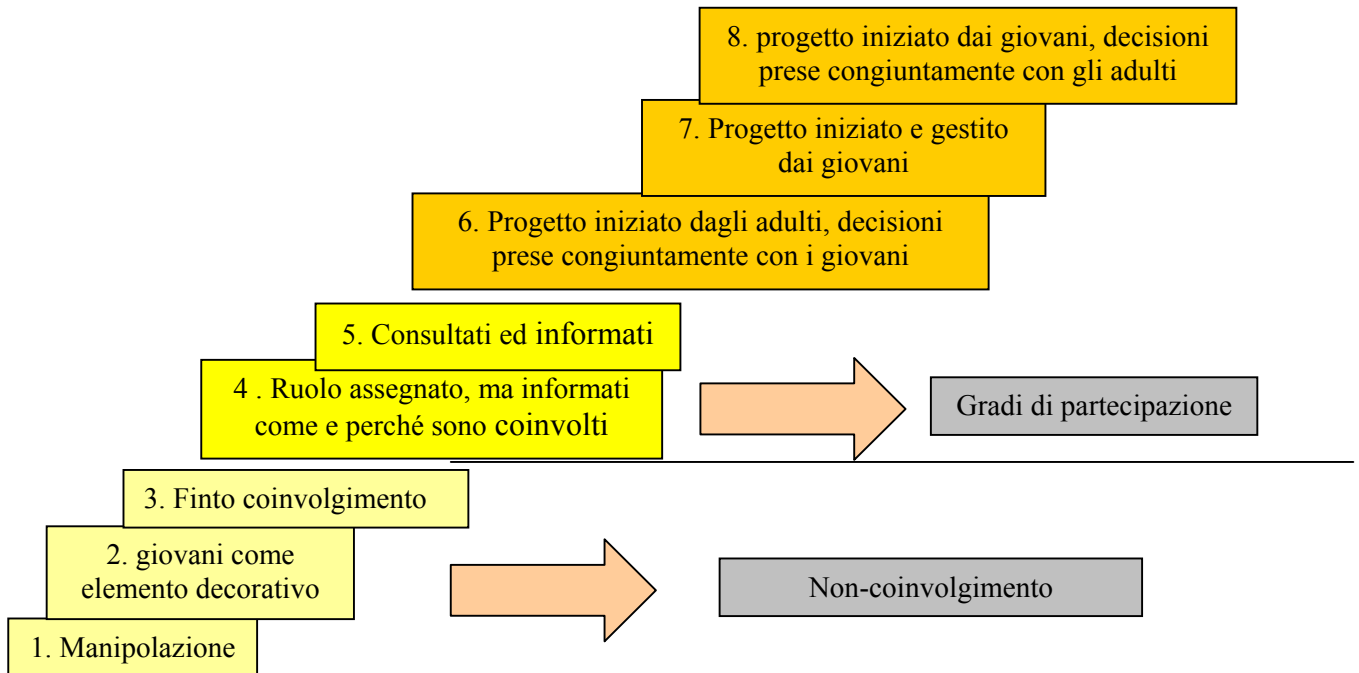 8. progetto iniziato dai giovani, decisioni
prese congiuntamente con gli adulti
7. Progetto iniziato e gestito
dai giovani
6. Progetto iniziato dagli adulti, decisioni
prese congiuntamente con i giovani
5. Consultati ed informati
4 . Ruolo assegnato, ma informati
come e perché sono coinvolti
Gradi di partecipazione
3. Finto coinvolgimento
2. giovani come
elemento decorativo
Non-coinvolgimento
1. Manipolazione